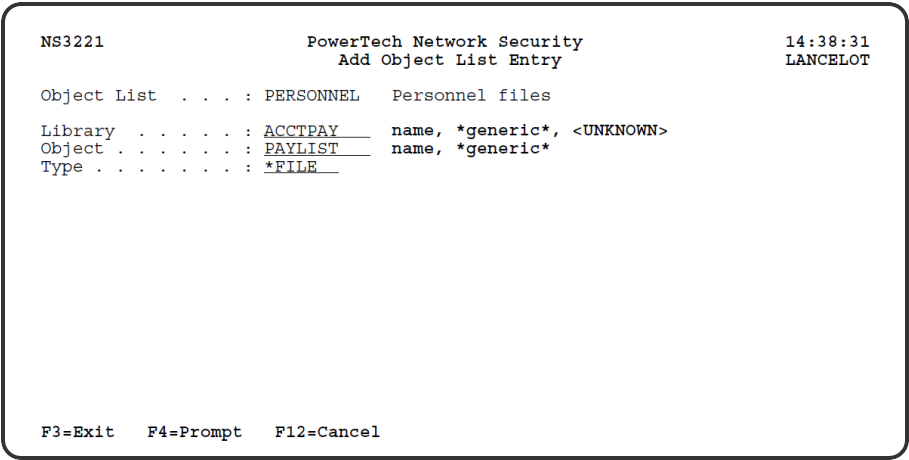 NS3221 PowerTech Network Security 14:38:31
Add Object List Entry LANCELOT
Object List . . . : PERSONNEL Personnel files
Library . . . . . : ACCTPAY name, *generic*, <UNKNOWN>
Object . . . . . . : PAYLIST name, *generic*
Type . . . . . . . : *FILE
F3=Exit F4=Prompt F12=Cancel